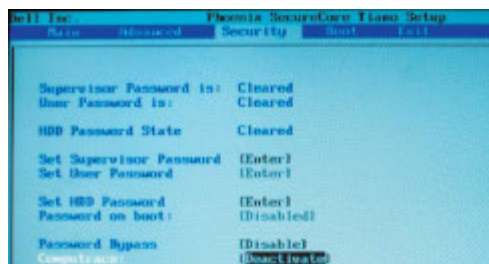 Dell Inc. Phoenix SecureCore Tiano Setup
Main Advanced Security Boot Exit
Supervisor Password is: Cleared
User Password is: Cleared
HDD Password State Cleared
Set Supervisor Password [Enter]
Set User Password [Enter]
Set HDD Password [Enter]
Password on boot: [Disabled]
Password Bypass [Disable]
Computrace: [Deactivate]